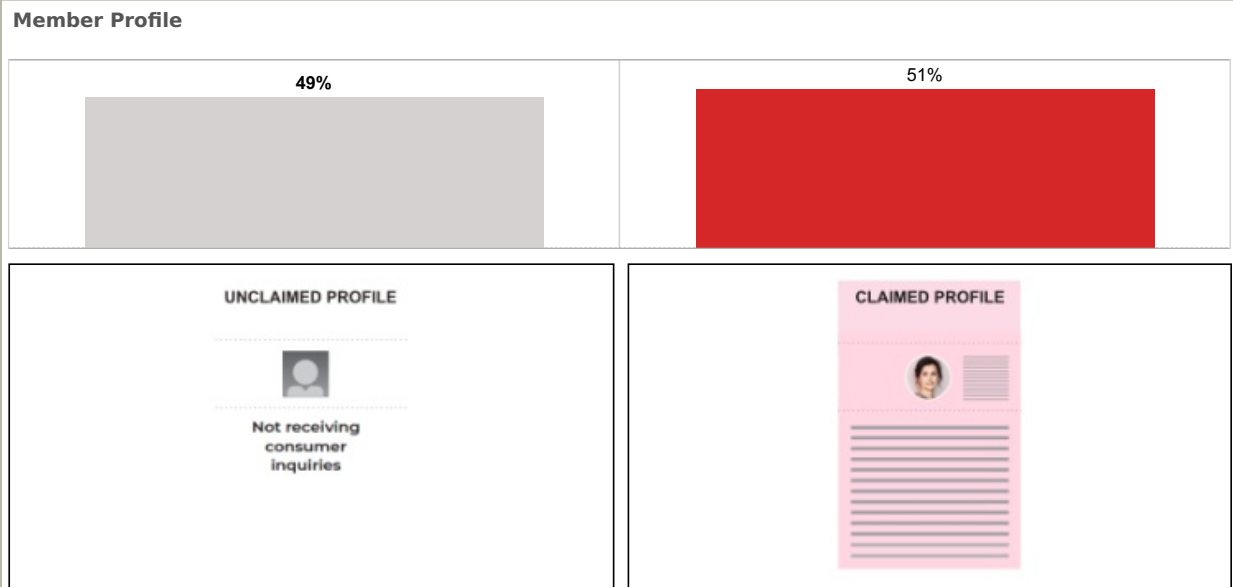 Member Profile
49%
51%
UNCLAIMED PROFILE
Not receiving
consumer
inquiries
CLAIMED PROFILE